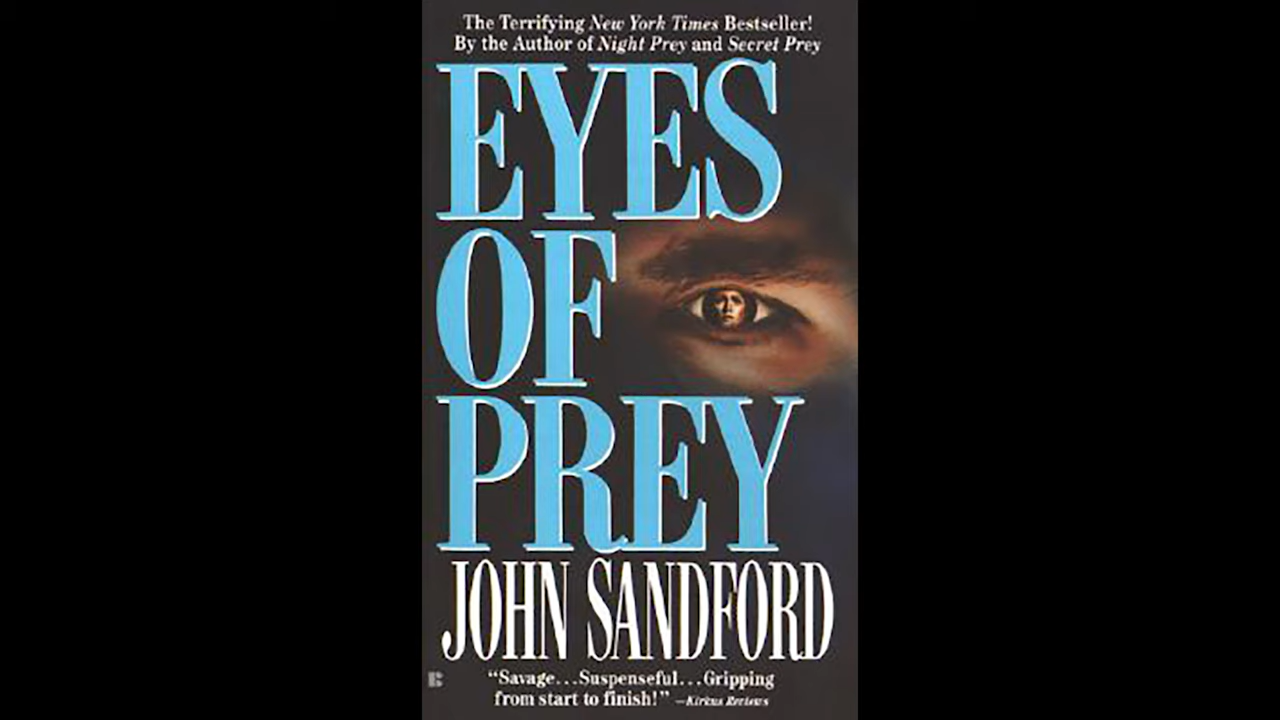 The Terrifying New York Times Bestseller!
By the Author of Night Prey and Secret Prey
EYES
OF
PREY
JOHN SANDFORD
“Savage...Suspenseful...Gripping
from start to finish!” —Kirkus Reviews